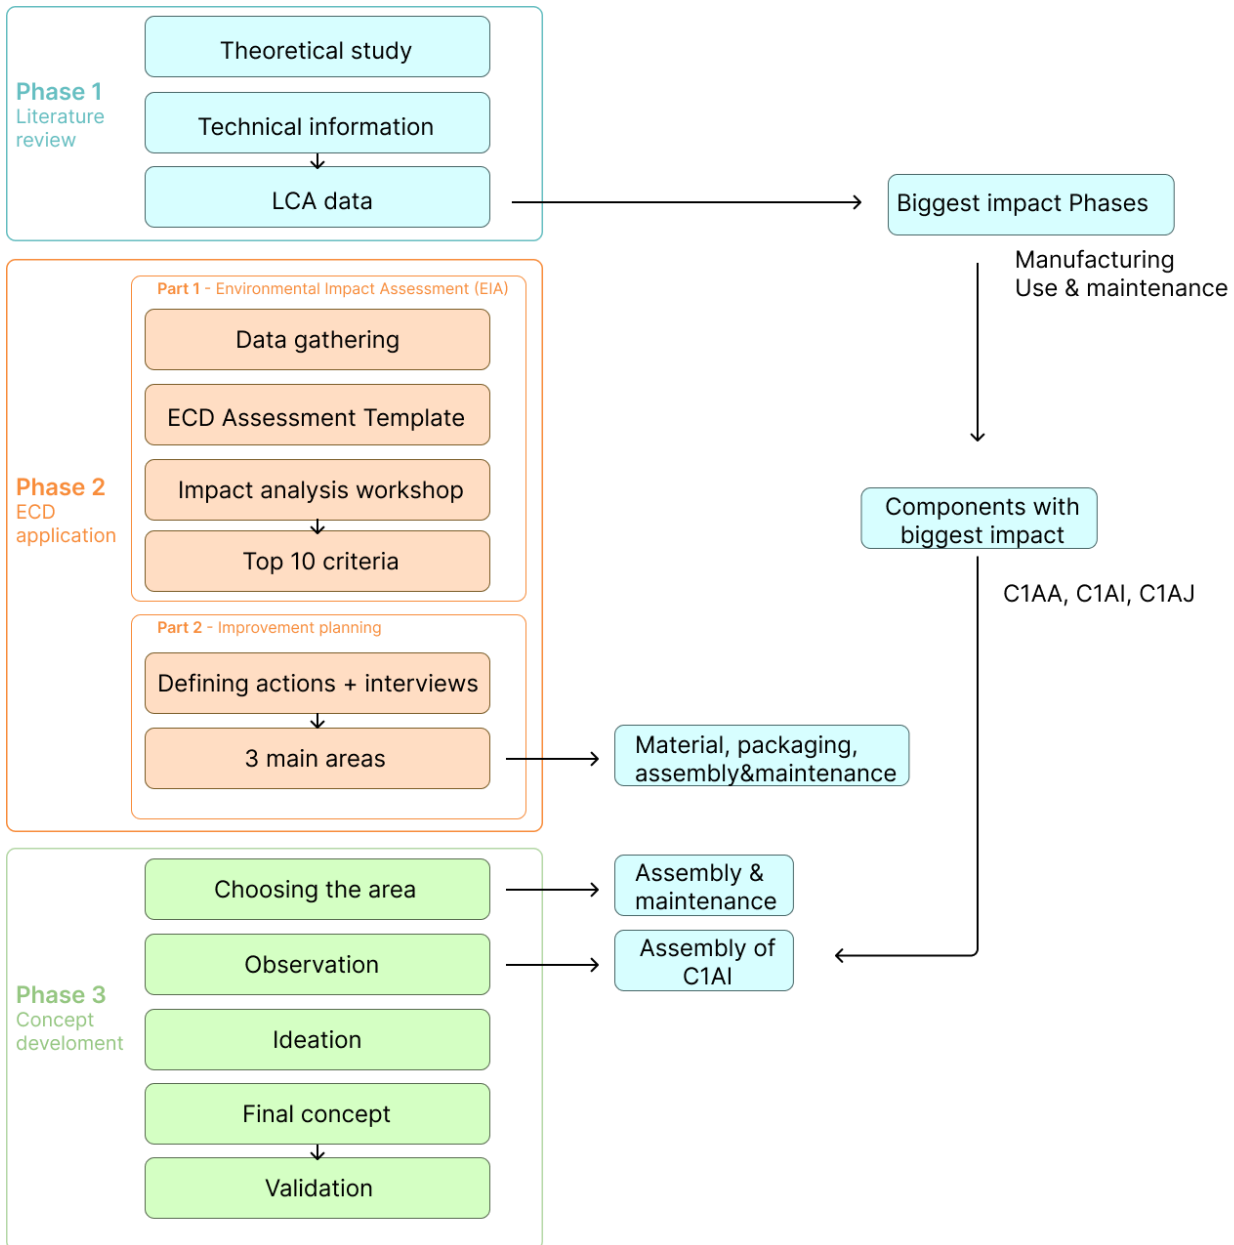 Phase 1
Literature
review
Theoretical study
Technical information
LCA data
Biggest impact Phases
Manufacturing
Use & maintenance
Phase 2
ECD
application
Part 1 - Environmental Impact Assessment (EIA)
Data gathering
ECD Assessment Template
Impact analysis workshop
Top 10 criteria
Components with
biggest impact
C1AA, C1AI, C1AJ
Part 2 - Improvement planning
Defining actions + interviews
3 main areas
Material, packaging,
assembly&maintenance
Phase 3
Concept
develoment
Choosing the area
Assembly &
maintenance
Observation
Assembly of
C1AI
Ideation
Final concept
Validation